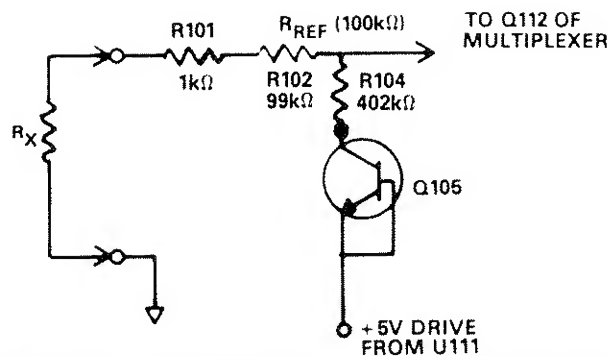 R101
R_REF (100kΩ)
TO Q112 OF
MULTIPLEXER
1kΩ
R102
99kΩ
R104
402kΩ
R_X
Q105
+5V DRIVE
FROM U111